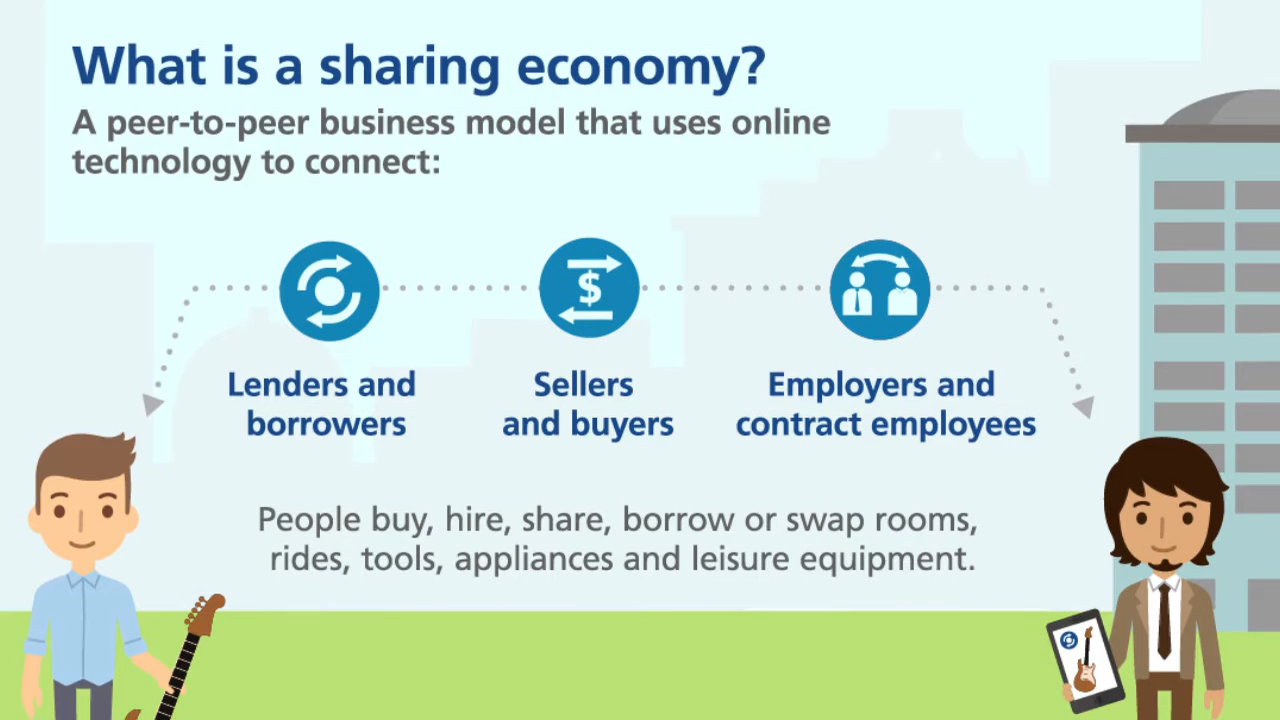 What is a sharing economy?
A peer-to-peer business model that uses online
technology to connect:
$
Lenders and
borrowers
Sellers
and buyers
Employers and
contract employees
People buy, hire, share, borrow or swap rooms,
rides, tools, appliances and leisure equipment.